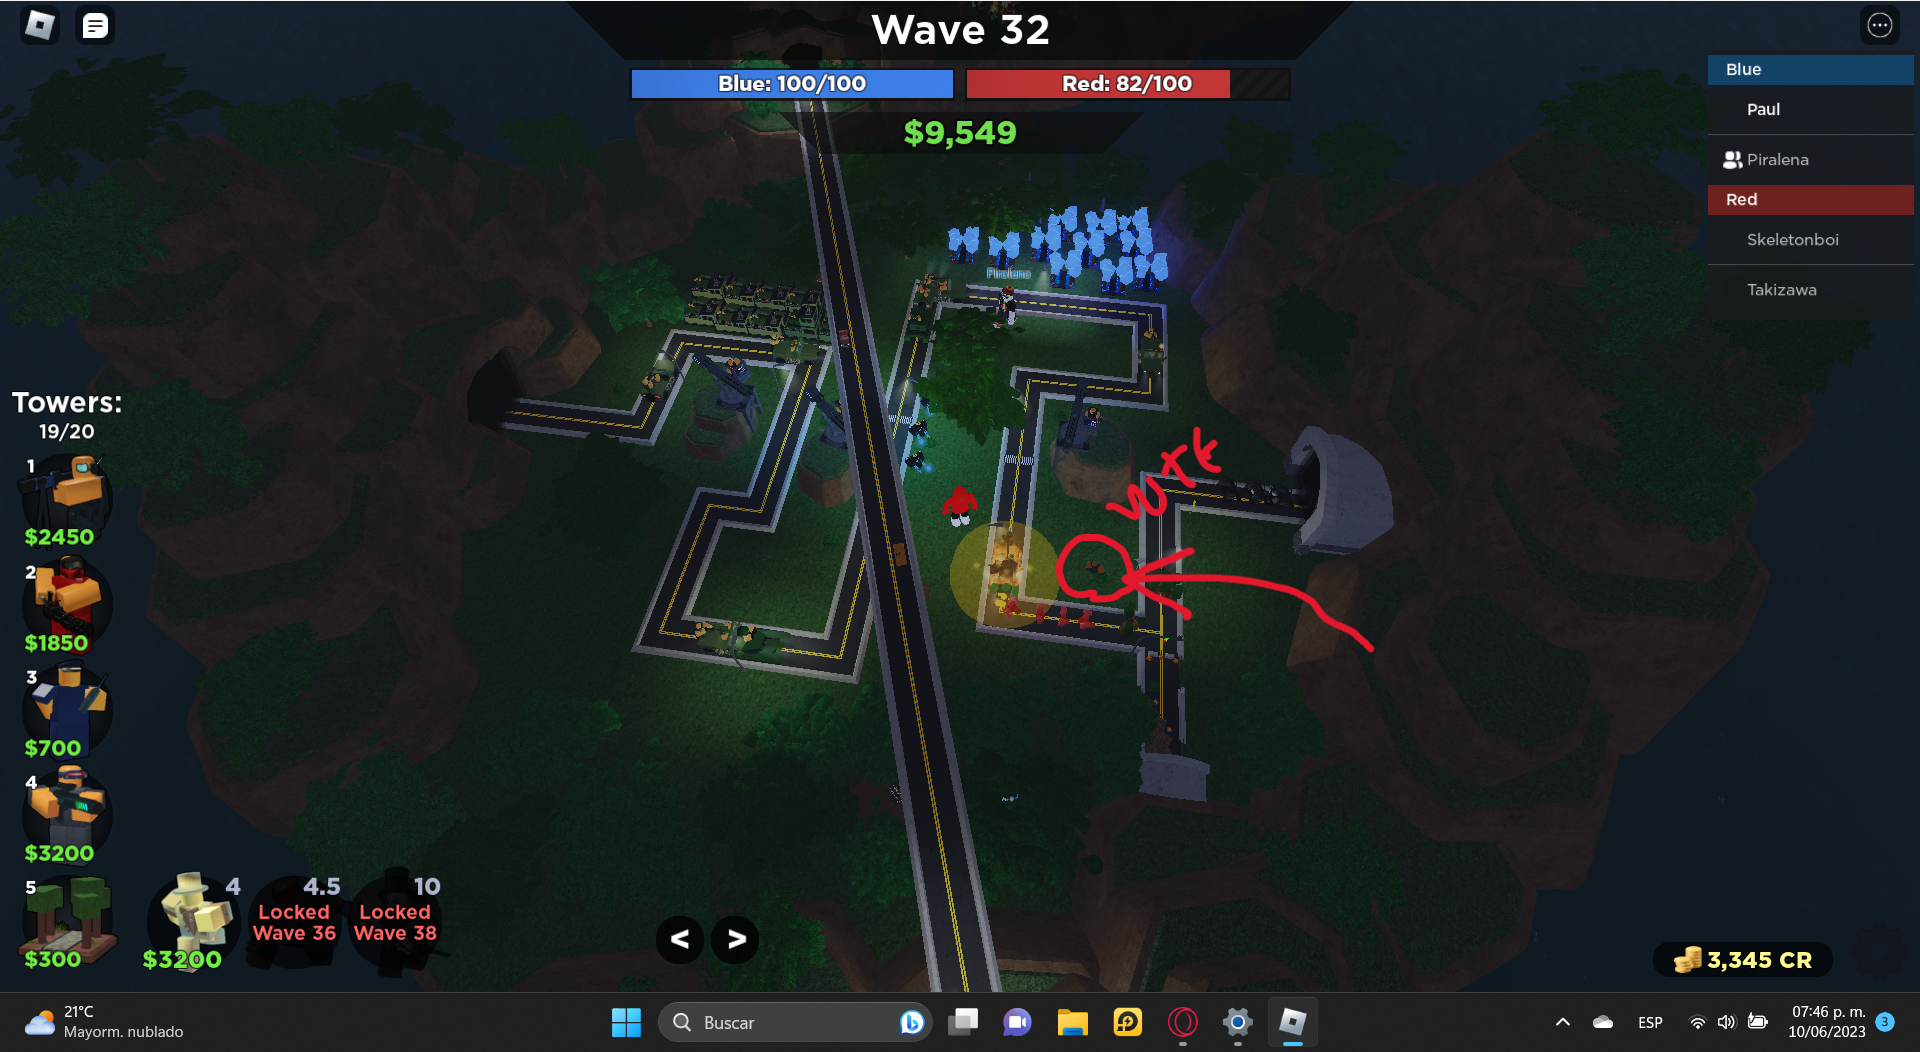 Wave 32
Blue: 100/100
Red: 82/100
$9,549
Blue
Paul
Piralena
Red
Skeletonboi
Takizawa
Piralena
Towers:
19/20
1
$2450
2
$1850
3
$700
4
$3200
5
$300
4
$3200
4.5
Locked
Wave 36
10
Locked
Wave 38
<
>
3,345 CR
21°C
Mayorm. nublado
Buscar
ESP
07:46 p. m.
10/06/2023
3